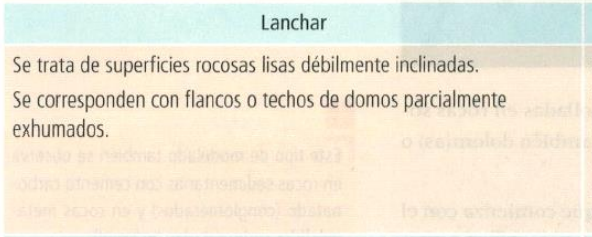 Lanchar
Se trata de superficies rocosas lisas débilmente inclinadas.
Se corresponden con flancos o techos de domos parcialmente
exhumados.